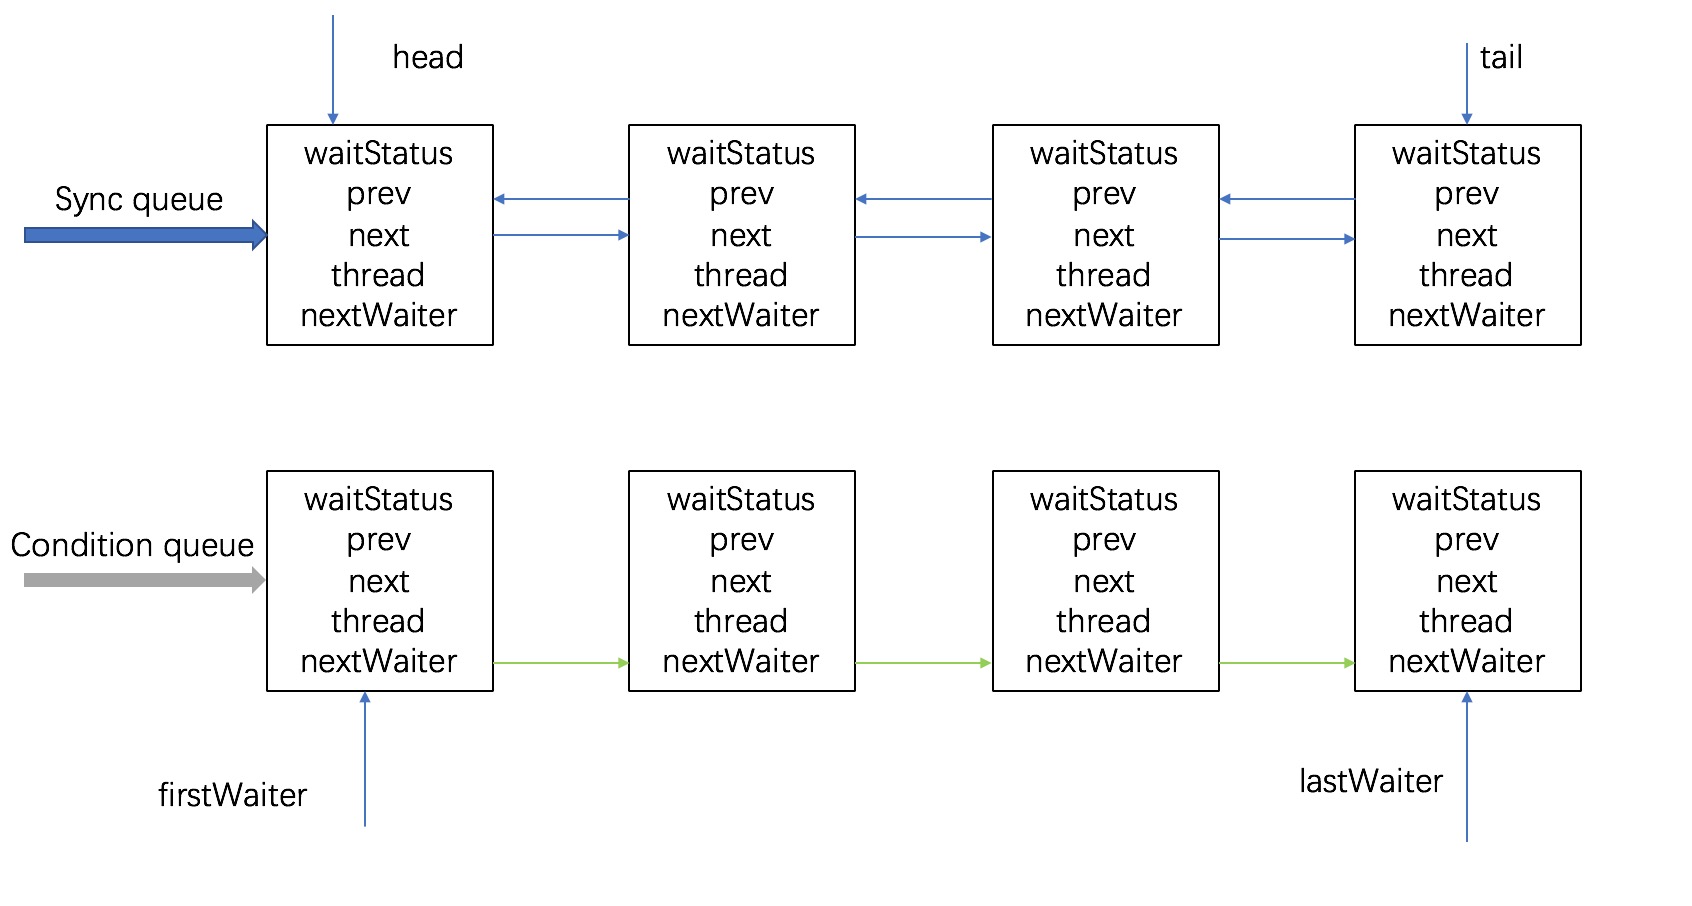 head
tail
Sync queue
waitStatus
prev
next
thread
nextWaiter
waitStatus
prev
next
thread
nextWaiter
waitStatus
prev
next
thread
nextWaiter
waitStatus
prev
next
thread
nextWaiter
Condition queue
waitStatus
prev
next
thread
nextWaiter
waitStatus
prev
next
thread
nextWaiter
waitStatus
prev
next
thread
nextWaiter
waitStatus
prev
next
thread
nextWaiter
firstWaiter
lastWaiter